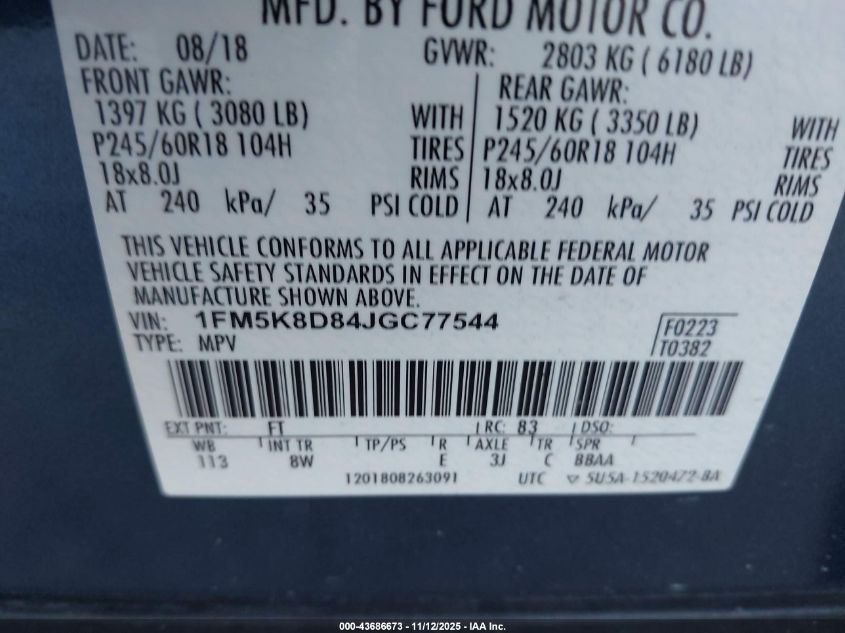 MFD. BY FORD MOTOR CO.
DATE: 08/18 GVWR: 2803 KG ( 6180 LB)
FRONT GAWR: REAR GAWR:
1397 KG ( 3080 LB) WITH 1520 KG ( 3350 LB) WITH
P245/60R18 104H TIRES P245/60R18 104H TIRES
18x8.0J RIMS 18x8.0J RIMS
AT 240 kPa/ 35 PSI COLD AT 240 kPa/ 35 PSI COLD
THIS VEHICLE CONFORMS TO ALL APPLICABLE FEDERAL MOTOR
VEHICLE SAFETY STANDARDS IN EFFECT ON THE DATE OF
MANUFACTURE SHOWN ABOVE.
VIN: 1FM5K8D84JGC77544 F0223
TYPE: MPV T0382
EXT PNT: FT RC: 83 DSO:
WB INT TR TP/PS R AXLE TR SPR
113 8W E 3J C BBAA
1201808263091 UTC ▽ 5U5A-1520472-BA
000-43686673 - 11/12/2025 - IAA Inc.